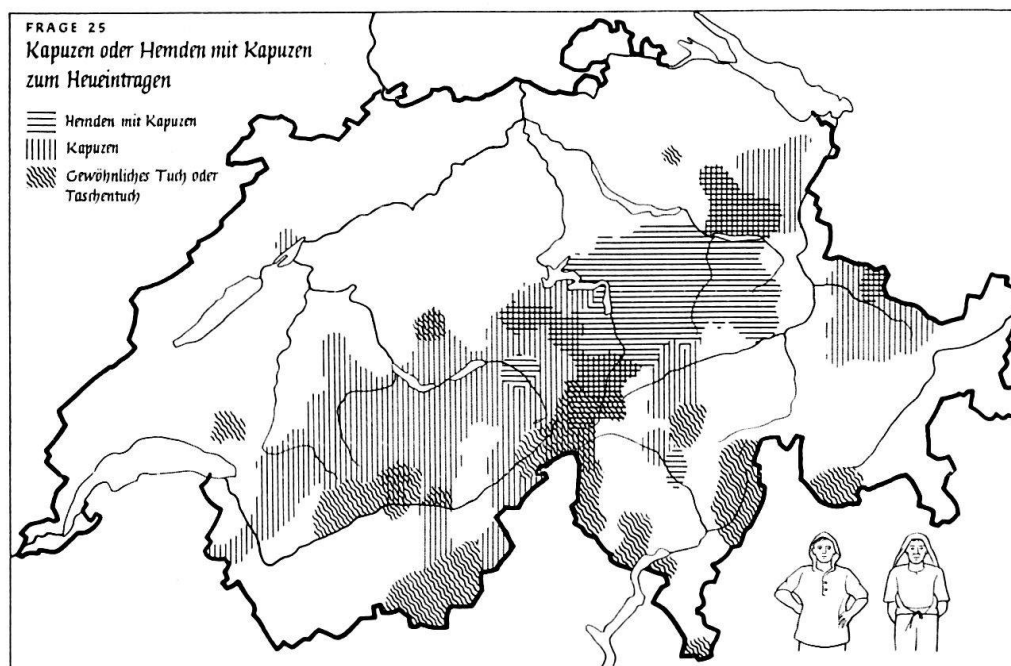 FRAGE 25
Kapuzen oder Hemden mit Kapuzen
zum Heueintragen
Hemden mit Kapuzen
Kapuzen
Gewöhnliches Tuch oder
Taschentuch